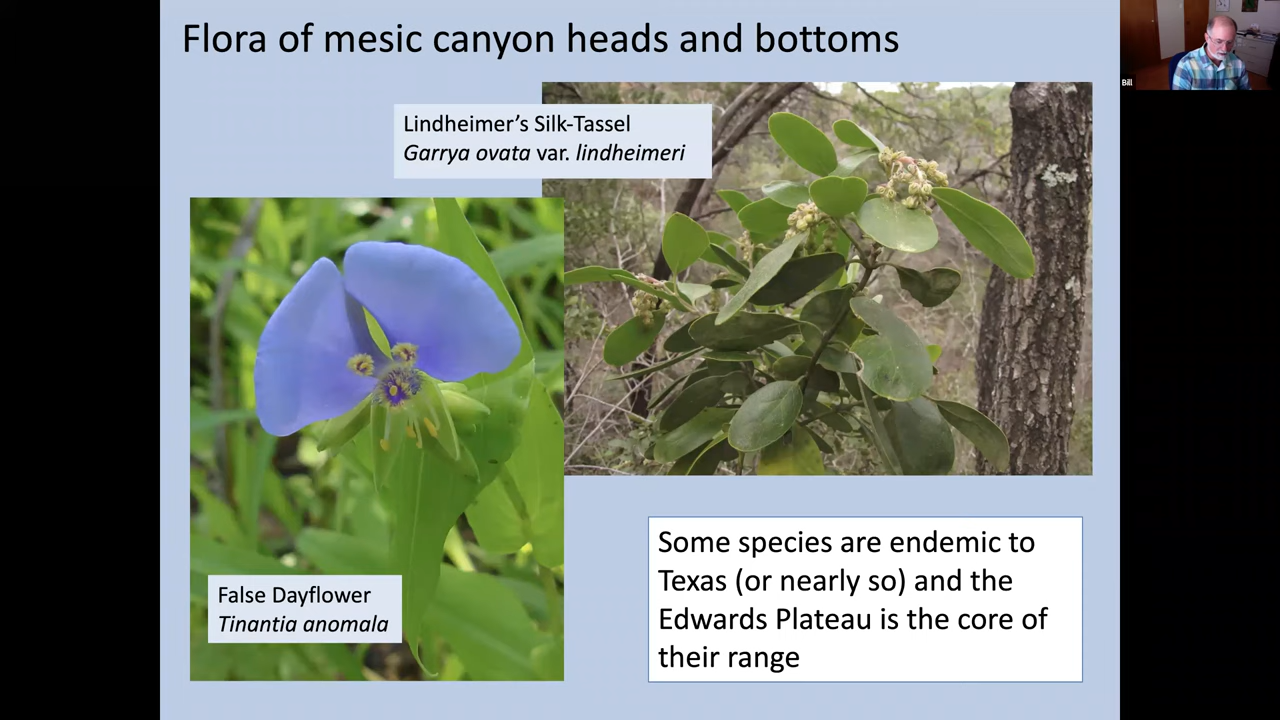 Flora of mesic canyon heads and bottoms
Lindheimer’s Silk-Tassel
Garrya ovata var. lindheimeri
False Dayflower
Tinantia anomala
Some species are endemic to
Texas (or nearly so) and the
Edwards Plateau is the core of
their range
Bill